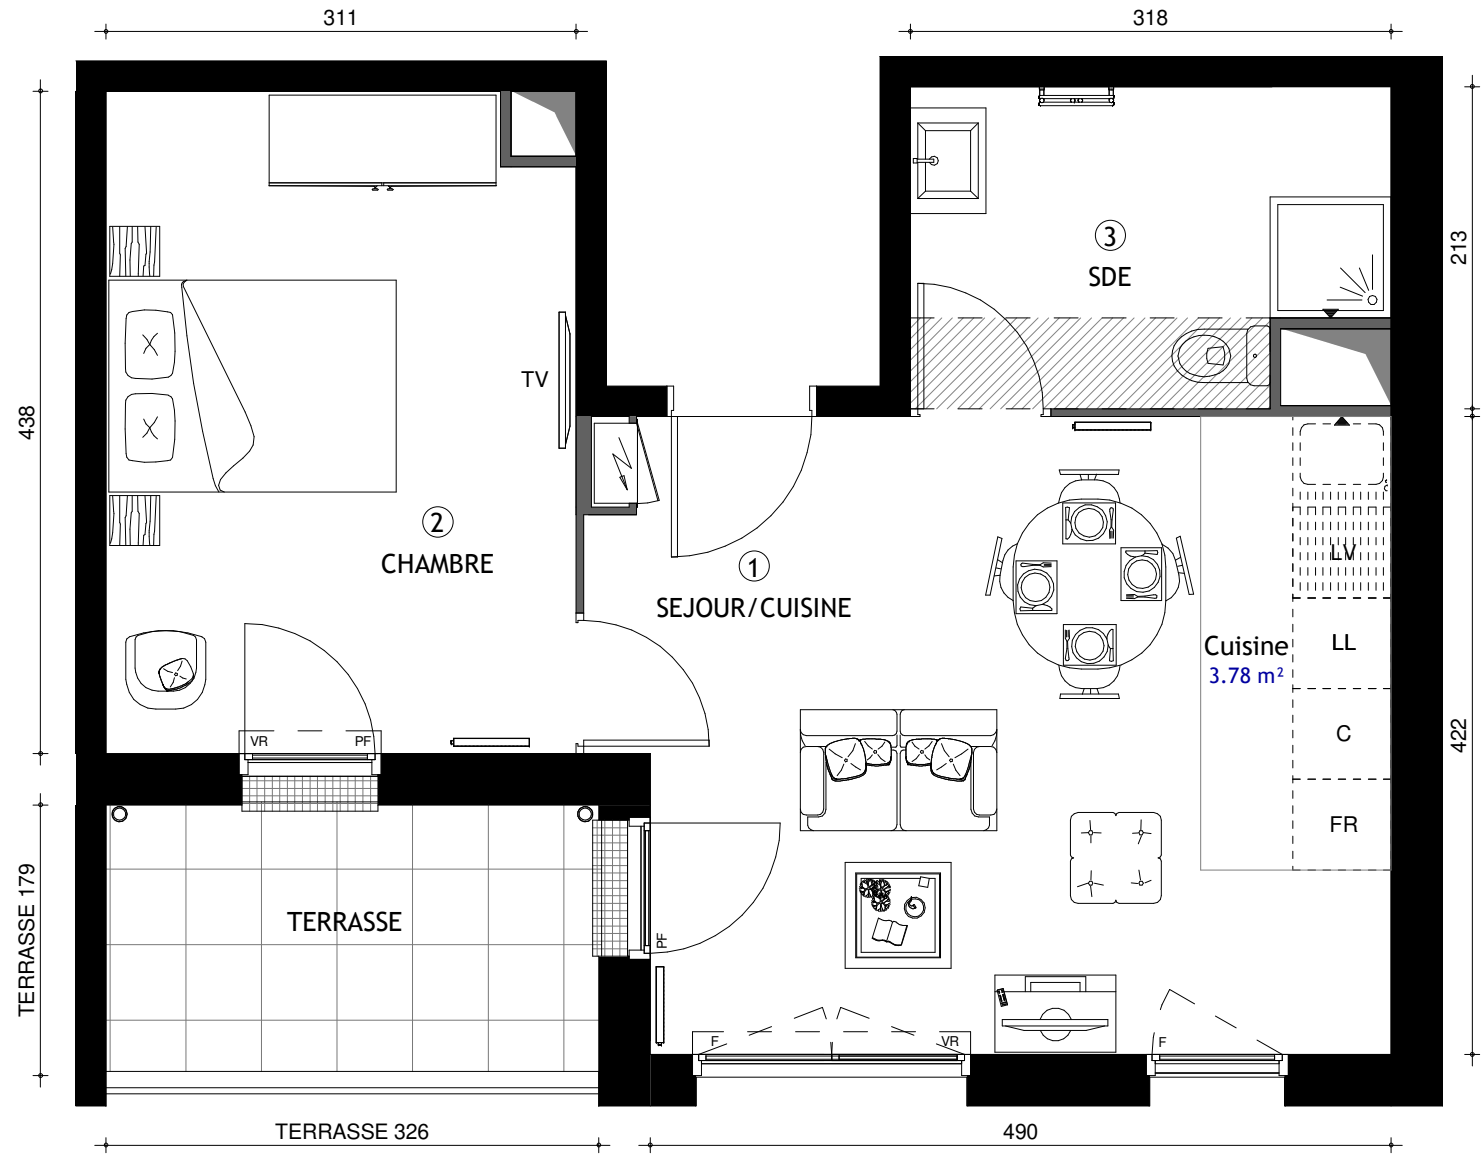 311
318
③
SDE
213
438
TV
②
CHAMBRE
①
SEJOUR/CUISINE
LV
Cuisine
3.78 m²
LL
C
FR
422
VR
PF
TERRASSE 179
TERRASSE
PF
F
VR
F
TERRASSE 326
490